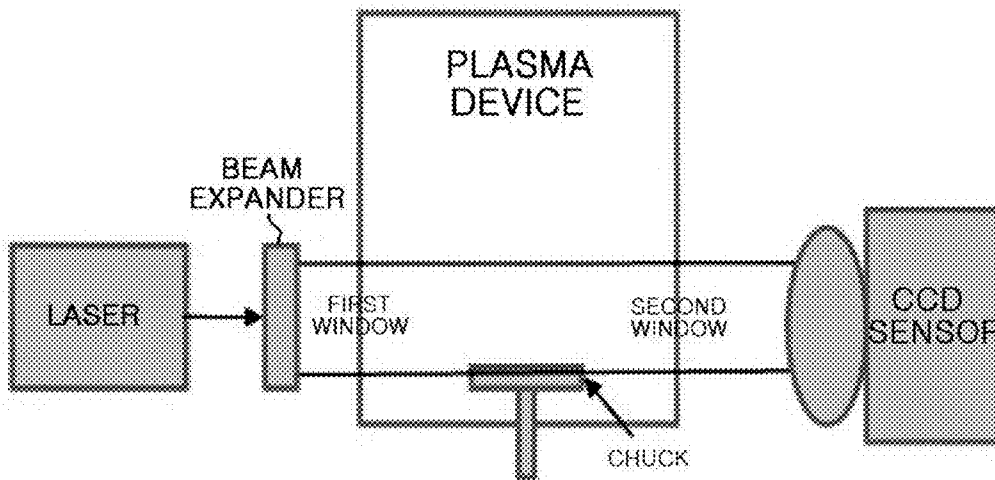 PLASMA
DEVICE
BEAM
EXPANDER
LASER
FIRST
WINDOW
SECOND
WINDOW
CCD
SENSOR
CHUCK